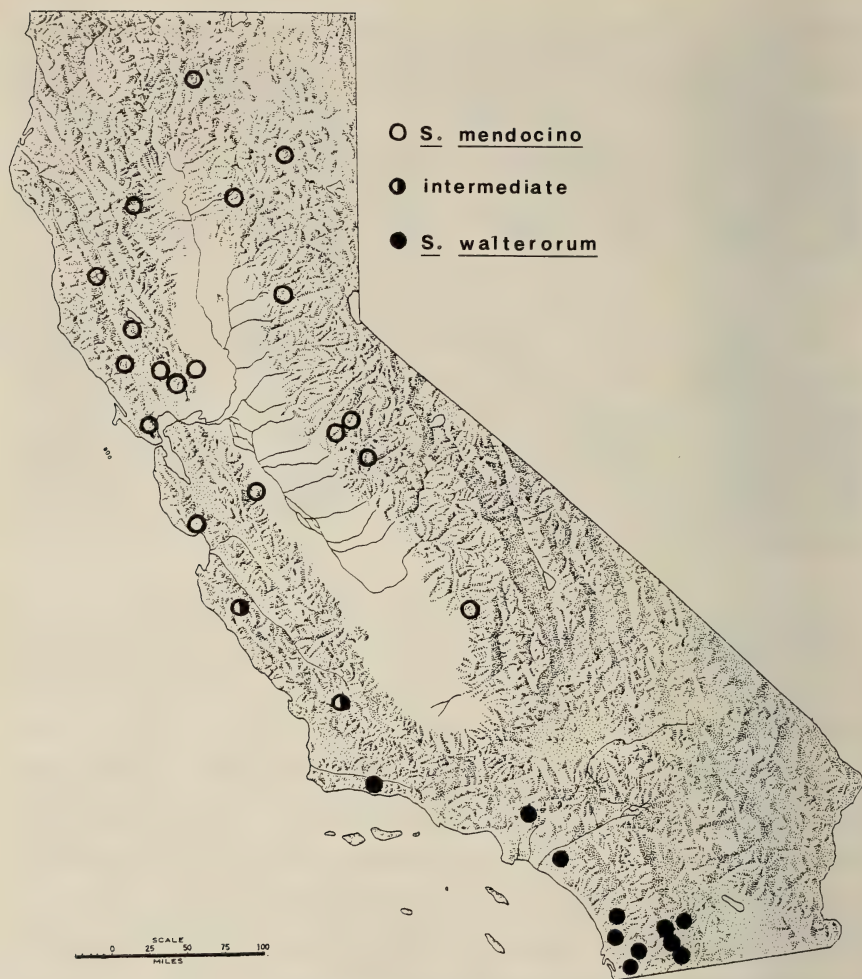 S. mendocino
intermediate
S. walterorum
SCALE
0 25 50 75 100
MILES